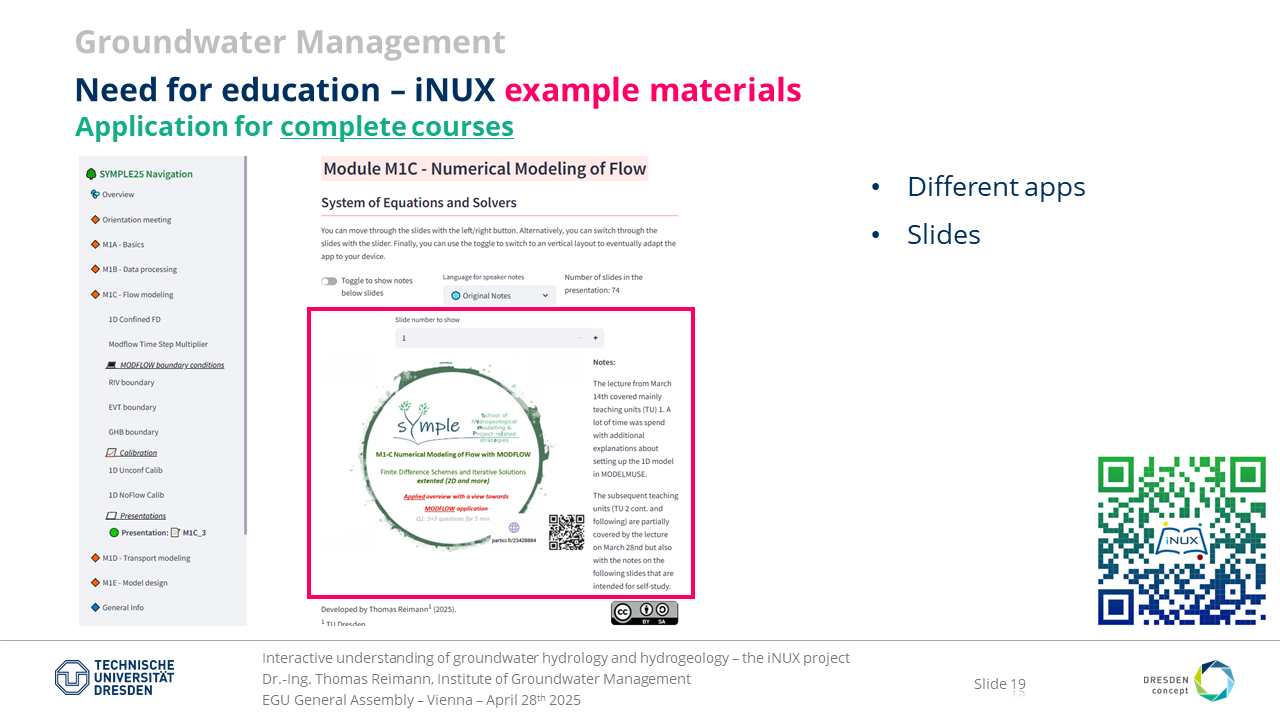 Groundwater Management
Need for education – iNUX example materials
Application for complete courses
SYMPLE25 Navigation
Overview
Orientation meeting
M1A - Basics
M1B - Data processing
M1C - Flow modeling
1D Confined FD
Modflow Time Step Multiplier
MODFLOW boundary conditions
RIV boundary
EVT boundary
GHB boundary
Calibration
1D Unconf Calib
1D NoFlow Calib
Presentations
Presentation: M1C_3
M1D - Transport modeling
M1E - Model design
General Info
Module M1C - Numerical Modeling of Flow
System of Equations and Solvers
You can move through the slides with the left/right button. Alternatively, you can switch through the
slides with the slider. Finally, you can use the toggle to switch to an vertical layout to eventually adapt the
app to your device.
Toggle to show notes
below slides
Language for speaker notes
Original Notes
Number of slides in the
presentation: 74
Slide number to show
1 - +
symple
School of
Hydrogeological
modeling &
Project-related
strategies
M1-C Numerical Modeling of Flow with MODFLOW
Finite Difference Schemes and Iterative Solutions
extented (2D and more)
Applied overview with a view towards
MODFLOW application
Q1: 5+3 questions for 5 min
partici.fi/23428884
Notes:
The lecture from March
14th covered mainly
teaching units (TU) 1. A
lot of time was spend
with additional
explanations about
setting up the 1D model
in MODELMUSE.
The subsequent teaching
units (TU 2 cont. and
following) are partially
covered by the lecture
on March 28nd but also
with the notes on the
following slides that are
intended for self-study.
Developed by Thomas Reimann¹ (2025).
¹ TU Dresden
CC BY SA
• Different apps
• Slides
iNUX
TECHNISCHE
UNIVERSITÄT
DRESDEN
Interactive understanding of groundwater hydrology and hydrogeology – the iNUX project
Dr.-Ing. Thomas Reimann, Institute of Groundwater Management
EGU General Assembly – Vienna – April 28th 2025
Slide 19
DRESDEN
concept